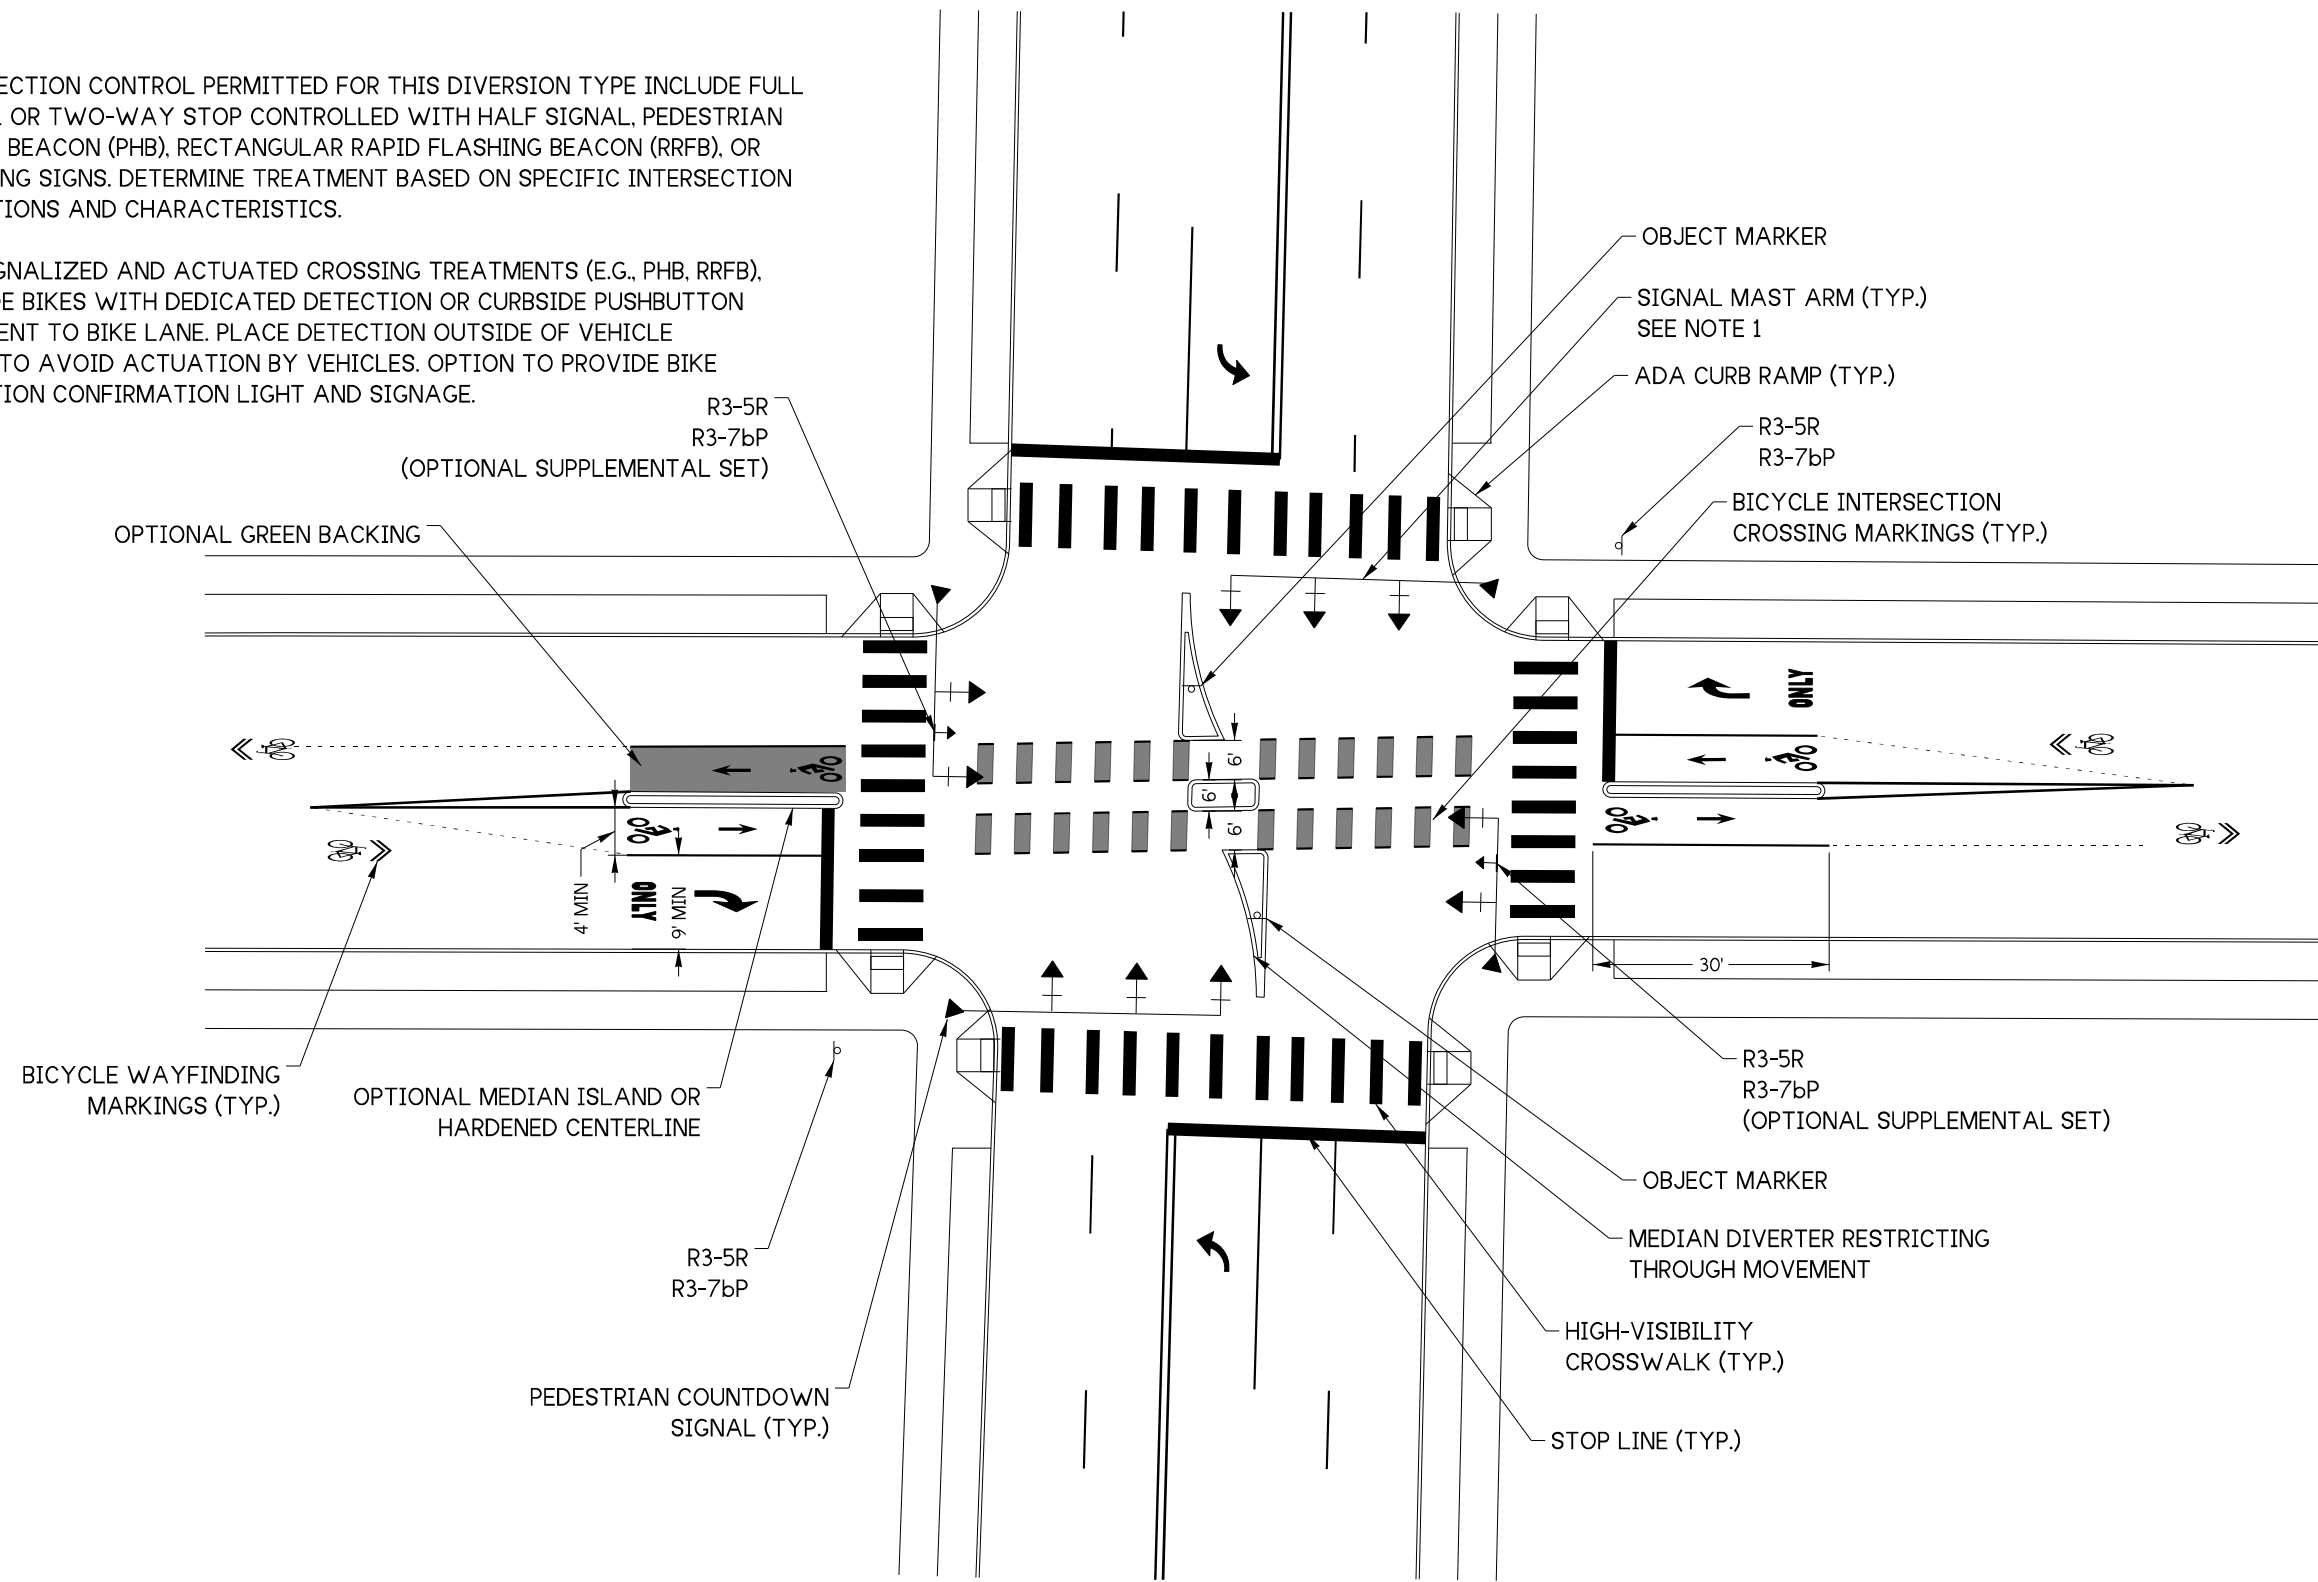 ECTION CONTROL PERMITTED FOR THIS DIVERSION TYPE INCLUDE FULL
OR TWO-WAY STOP CONTROLLED WITH HALF SIGNAL, PEDESTRIAN
BEACON (PHB), RECTANGULAR RAPID FLASHING BEACON (RRFB), OR
NG SIGNS. DETERMINE TREATMENT BASED ON SPECIFIC INTERSECTION
TIONS AND CHARACTERISTICS.
GNALIZED AND ACTUATED CROSSING TREATMENTS (E.G., PHB, RRFB),
DE BIKES WITH DEDICATED DETECTION OR CURBSIDE PUSHBUTTON
ENT TO BIKE LANE. PLACE DETECTION OUTSIDE OF VEHICLE
TO AVOID ACTUATION BY VEHICLES. OPTION TO PROVIDE BIKE
TION CONFIRMATION LIGHT AND SIGNAGE.
R3-5R
R3-7bP
(OPTIONAL SUPPLEMENTAL SET)
OPTIONAL GREEN BACKING
OBJECT MARKER
SIGNAL MAST ARM (TYP.)
SEE NOTE 1
ADA CURB RAMP (TYP.)
R3-5R
R3-7bP
BICYCLE INTERSECTION
CROSSING MARKINGS (TYP.)
ONLY
6'
6'
6'
4' MIN
ONLY
9' MIN
30'
BICYCLE WAYFINDING
MARKINGS (TYP.)
OPTIONAL MEDIAN ISLAND OR
HARDENED CENTERLINE
R3-5R
R3-7bP
(OPTIONAL SUPPLEMENTAL SET)
OBJECT MARKER
MEDIAN DIVERTER RESTRICTING
THROUGH MOVEMENT
R3-5R
R3-7bP
HIGH-VISIBILITY
CROSSWALK (TYP.)
PEDESTRIAN COUNTDOWN
SIGNAL (TYP.)
STOP LINE (TYP.)